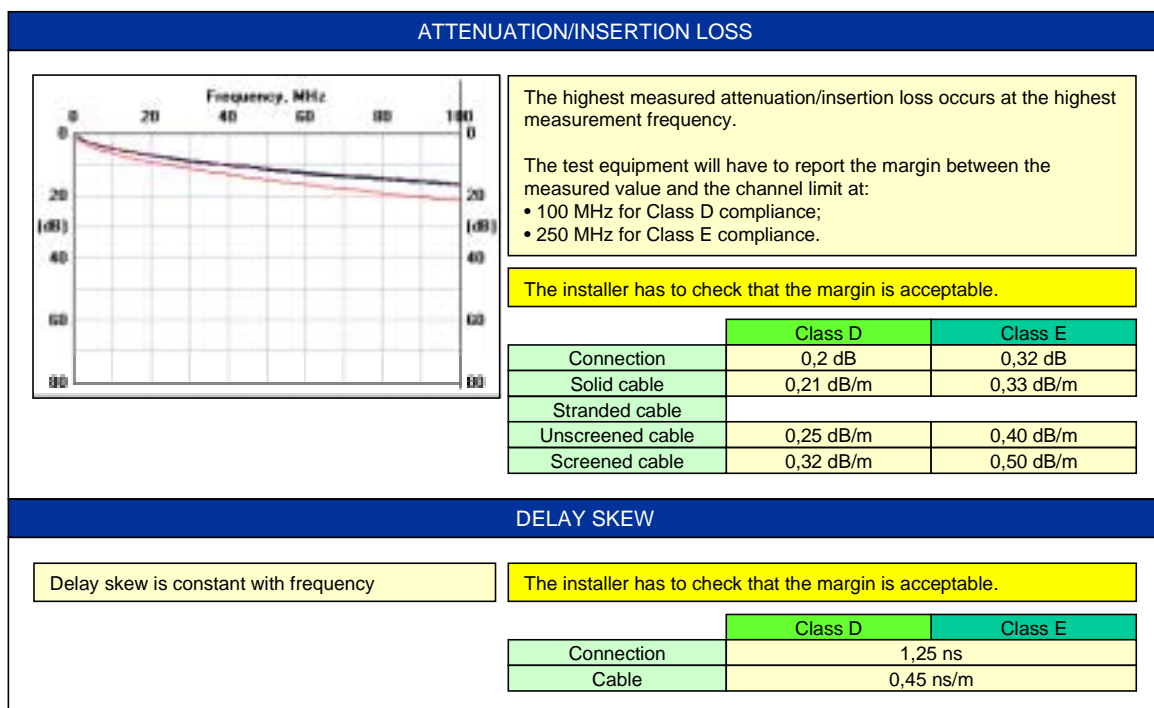 ATTENUATION/INSERTION LOSS
Frequency, MHz
0 20 40 60 80 100
0 0
20 20
(dB) (dB)
40 40
60 60
80 80
The highest measured attenuation/insertion loss occurs at the highest
measurement frequency.
The test equipment will have to report the margin between the
measured value and the channel limit at:
• 100 MHz for Class D compliance;
• 250 MHz for Class E compliance.
The installer has to check that the margin is acceptable.
Class D Class E
Connection 0,2 dB 0,32 dB
Solid cable 0,21 dB/m 0,33 dB/m
Stranded cable
Unscreened cable 0,25 dB/m 0,40 dB/m
Screened cable 0,32 dB/m 0,50 dB/m
DELAY SKEW
Delay skew is constant with frequency
The installer has to check that the margin is acceptable.
Class D Class E
Connection 1,25 ns
Cable 0,45 ns/m